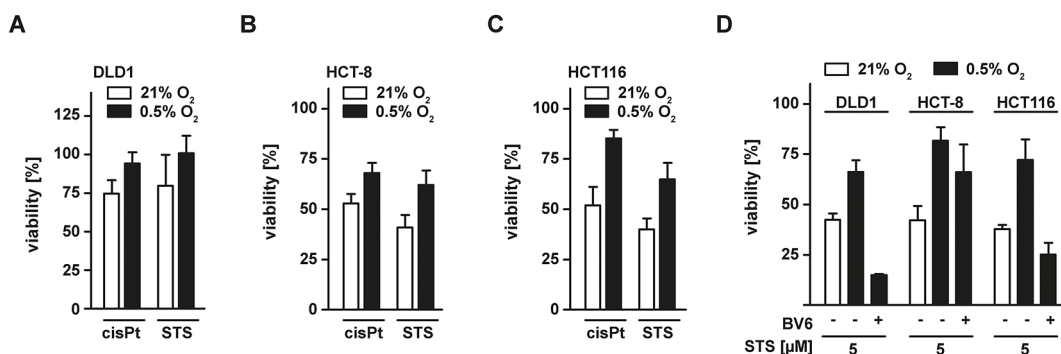 A
DLD1
21% O2
0.5% O2
viability [%]
125
100
75
50
25
0
cisPt STS
B
HCT-8
21% O2
0.5% O2
viability [%]
75
50
25
0
cisPt STS
C
HCT116
21% O2
0.5% O2
viability [%]
75
50
25
0
cisPt STS
D
21% O2 0.5% O2
DLD1 HCT-8 HCT116
viability [%]
100
75
50
25
BV6 - - + - - + - - +
STS [µM] 5 5 5